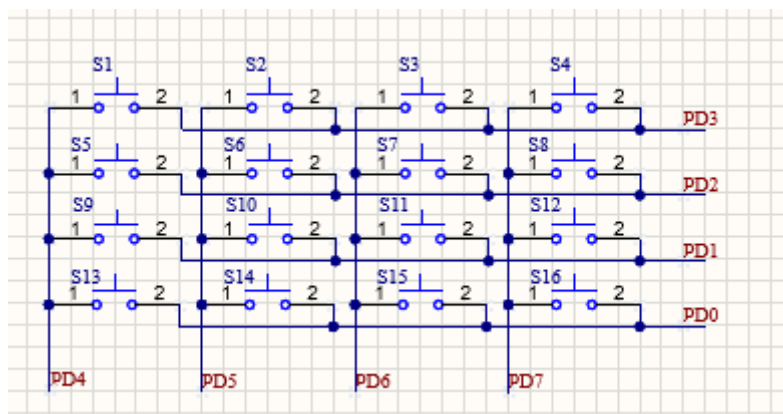 S1 S2 S3 S4
1 2 1 2 1 2 1 2
PD3
S5 S6 S7 S8
1 2 1 2 1 2 1 2
PD2
S9 S10 S11 S12
1 2 1 2 1 2 1 2
PD1
S13 S14 S15 S16
1 2 1 2 1 2 1 2
PD0
PD4 PD5 PD6 PD7